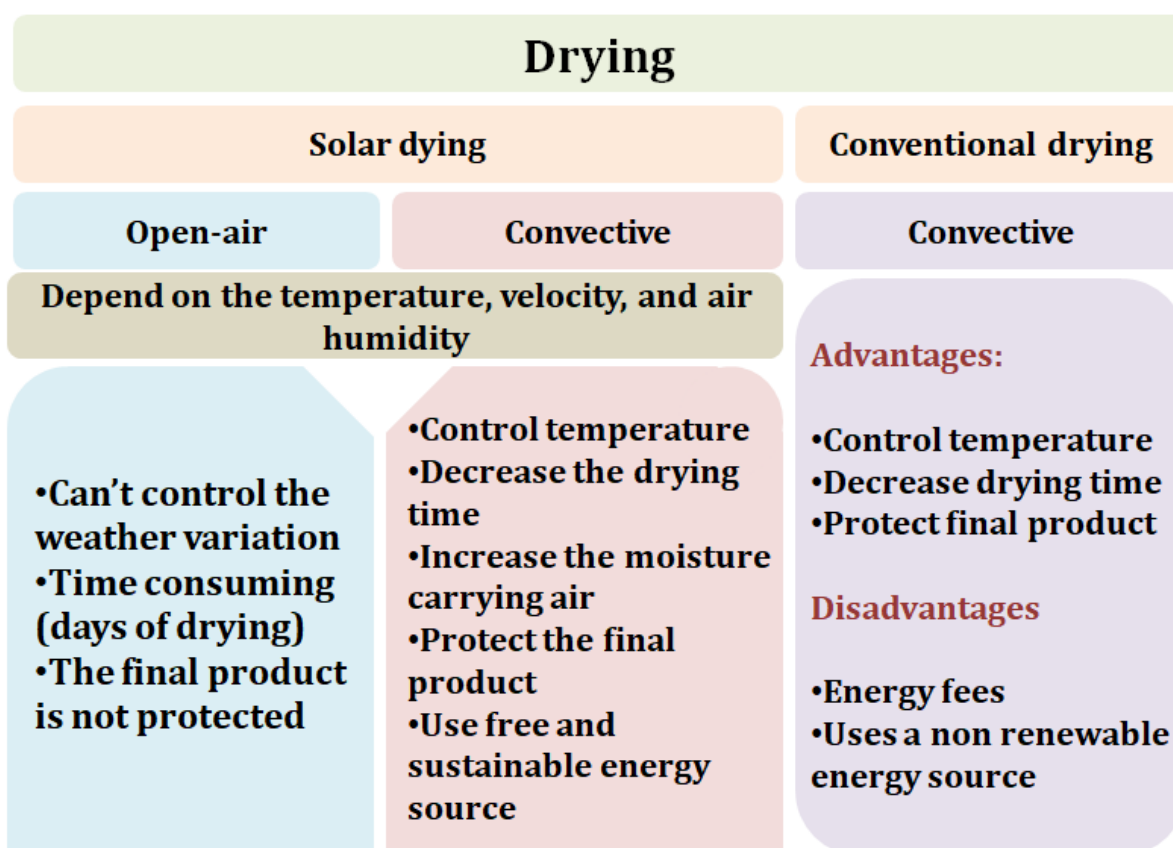 Drying
Solar dying
Conventional drying
Open-air
Convective
Convective
Depend on the temperature, velocity, and air
humidity
•Can’t control the
weather variation
•Time consuming
(days of drying)
•The final product
is not protected
•Control temperature
•Decrease the drying
time
•Increase the moisture
carrying air
•Protect the final
product
•Use free and
sustainable energy
source
Advantages:
•Control temperature
•Decrease drying time
•Protect final product
Disadvantages
•Energy fees
•Uses a non renewable
energy source